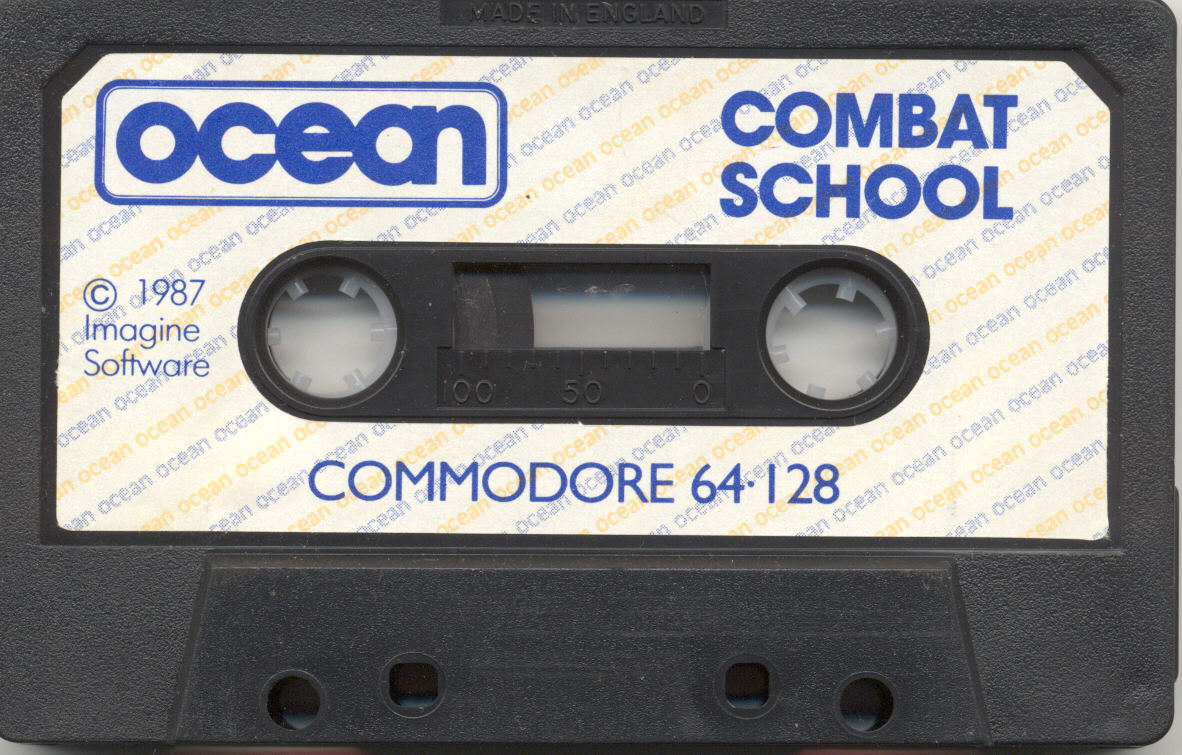 MADE IN ENGLAND
ocean
COMBAT
SCHOOL
© 1987
Imagine
Software
100 50 0
COMMODORE 64·128